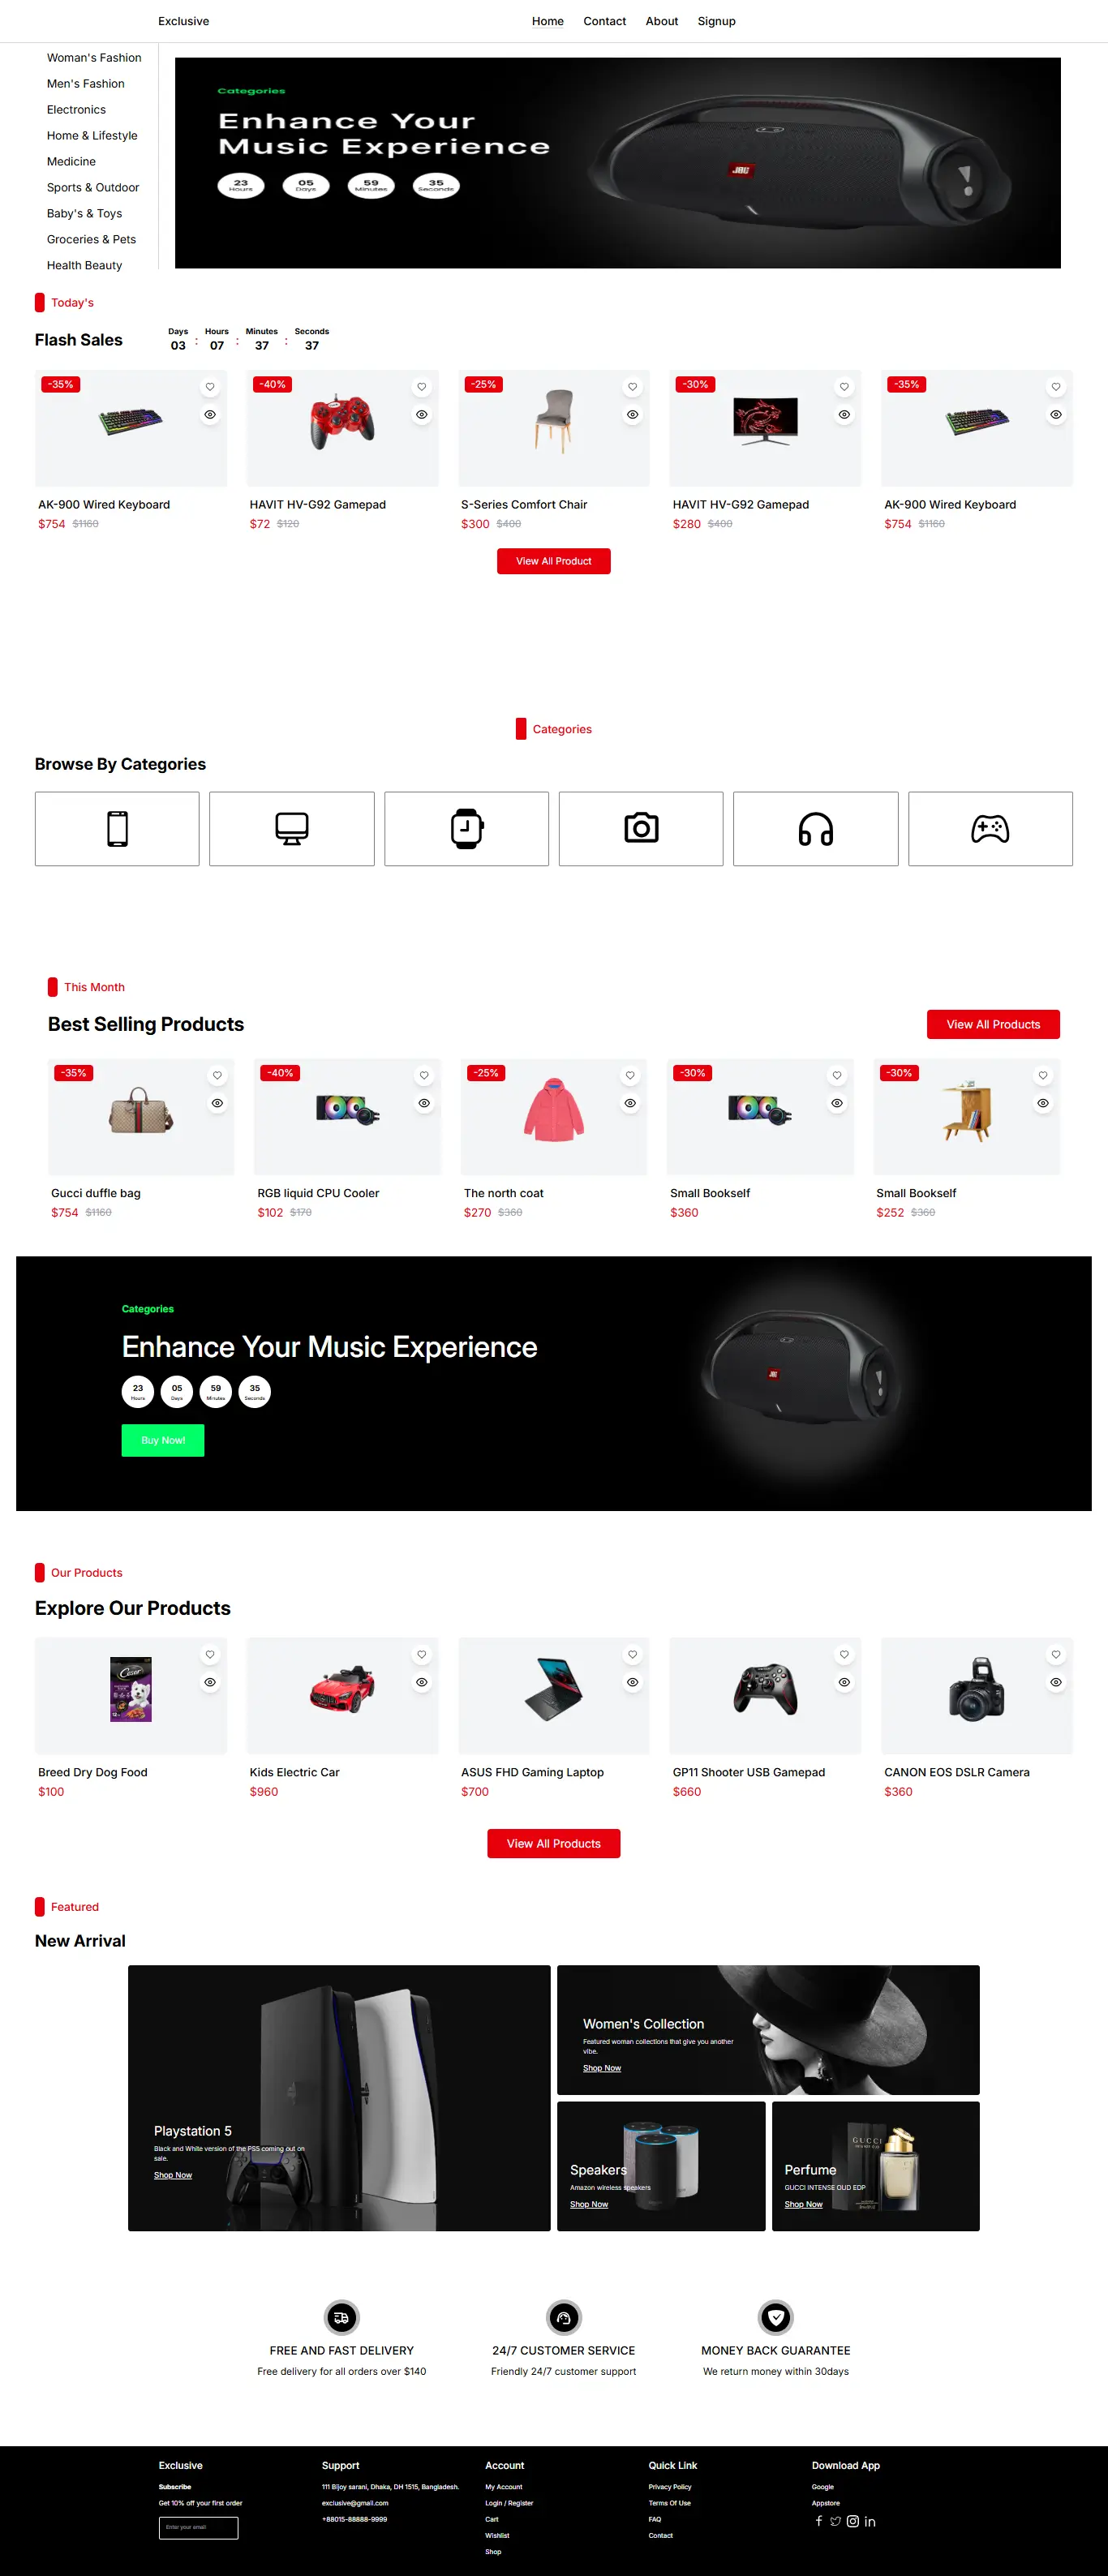 Exclusive
Home Contact About Signup
Woman's Fashion
Men's Fashion
Electronics
Home & Lifestyle
Medicine
Sports & Outdoor
Baby's & Toys
Groceries & Pets
Health Beauty
Categories
Enhance Your
Music Experience
23 05 59 35
Hours Days Minutes Seconds
JBL
Today's
Flash Sales
Days Hours Minutes Seconds
03 : 07 : 37 : 37
-35% -40% -25% -30% -35%
AK-900 Wired Keyboard HAVIT HV-G92 Gamepad S-Series Comfort Chair HAVIT HV-G92 Gamepad AK-900 Wired Keyboard
$754 $1160 $72 $120 $300 $400 $280 $400 $754 $1160
View All Product
Categories
Browse By Categories
This Month
Best Selling Products
View All Products
-35% -40% -25% -30% -30%
Gucci duffle bag RGB liquid CPU Cooler The north coat Small Bookself Small Bookself
$754 $1160 $102 $170 $270 $360 $360 $252 $360
Categories
Enhance Your Music Experience
23 05 59 35
Hours Days Minutes Seconds
Buy Now!
JBL
Our Products
Explore Our Products
Cesar
Breed Dry Dog Food Kids Electric Car ASUS FHD Gaming Laptop GP11 Shooter USB Gamepad CANON EOS DSLR Camera
$100 $960 $700 $660 $360
View All Products
Featured
New Arrival
Playstation 5
Black and White version of the PS5 coming out on
sale.
Shop Now
Women's Collection
Featured woman collections that give you another
vibe.
Shop Now
Speakers
Amazon wireless speakers
Shop Now
GUCCI
Perfume
GUCCI INTENSE OUD EDP
Shop Now
FREE AND FAST DELIVERY
Free delivery for all orders over $140
24/7 CUSTOMER SERVICE
Friendly 24/7 customer support
MONEY BACK GUARANTEE
We return money within 30days
Exclusive
Subscribe
Get 10% off your first order
Enter your email
Support
111 Bijoy sarani, Dhaka, DH 1515, Bangladesh.
exclusive@gmail.com
+88015-88888-9999
Account
My Account
Login / Register
Cart
Wishlist
Shop
Quick Link
Privacy Policy
Terms Of Use
FAQ
Contact
Download App
Google
Appstore